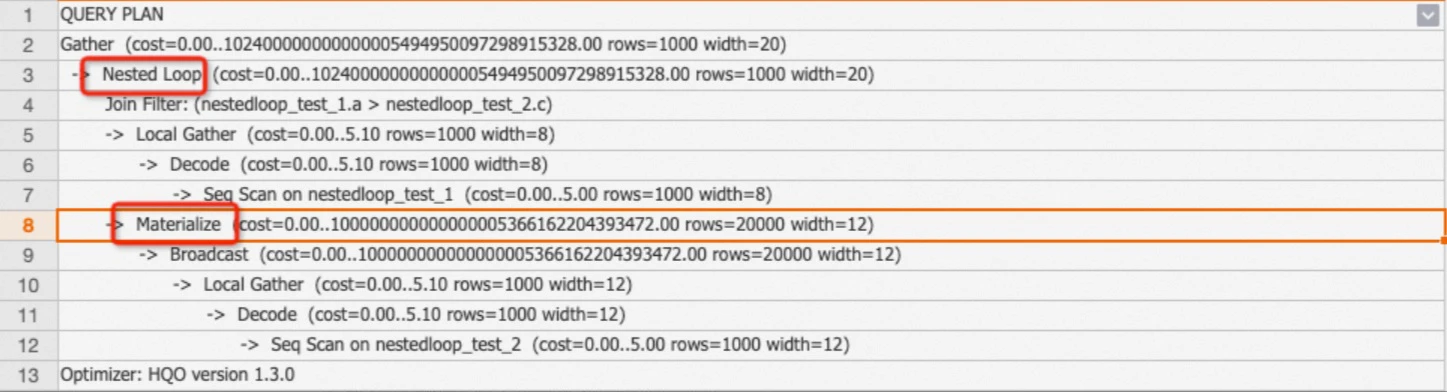 1 QUERY PLAN
2 Gather (cost=0.00..10240000000000000549495009729891532​8.00 rows=1000 width=20)
3 -> Nested Loop (cost=0.00..10240000000000000549495009729891532​8.00 rows=1000 width=20)
4 Join Filter: (nestedloop_test_1.a > nestedloop_test_2.c)
5 -> Local Gather (cost=0.00..5.10 rows=1000 width=8)
6 -> Decode (cost=0.00..5.10 rows=1000 width=8)
7 -> Seq Scan on nestedloop_test_1 (cost=0.00..5.00 rows=1000 width=8)
8 -> Materialize (cost=0.00..100000000000000005366162204393472.00 rows=20000 width=12)
9 -> Broadcast (cost=0.00..100000000000000005366162204393472.00 rows=20000 width=12)
10 -> Local Gather (cost=0.00..5.10 rows=1000 width=12)
11 -> Decode (cost=0.00..5.10 rows=1000 width=12)
12 -> Seq Scan on nestedloop_test_2 (cost=0.00..5.00 rows=1000 width=12)
13 Optimizer: HQO version 1.3.0